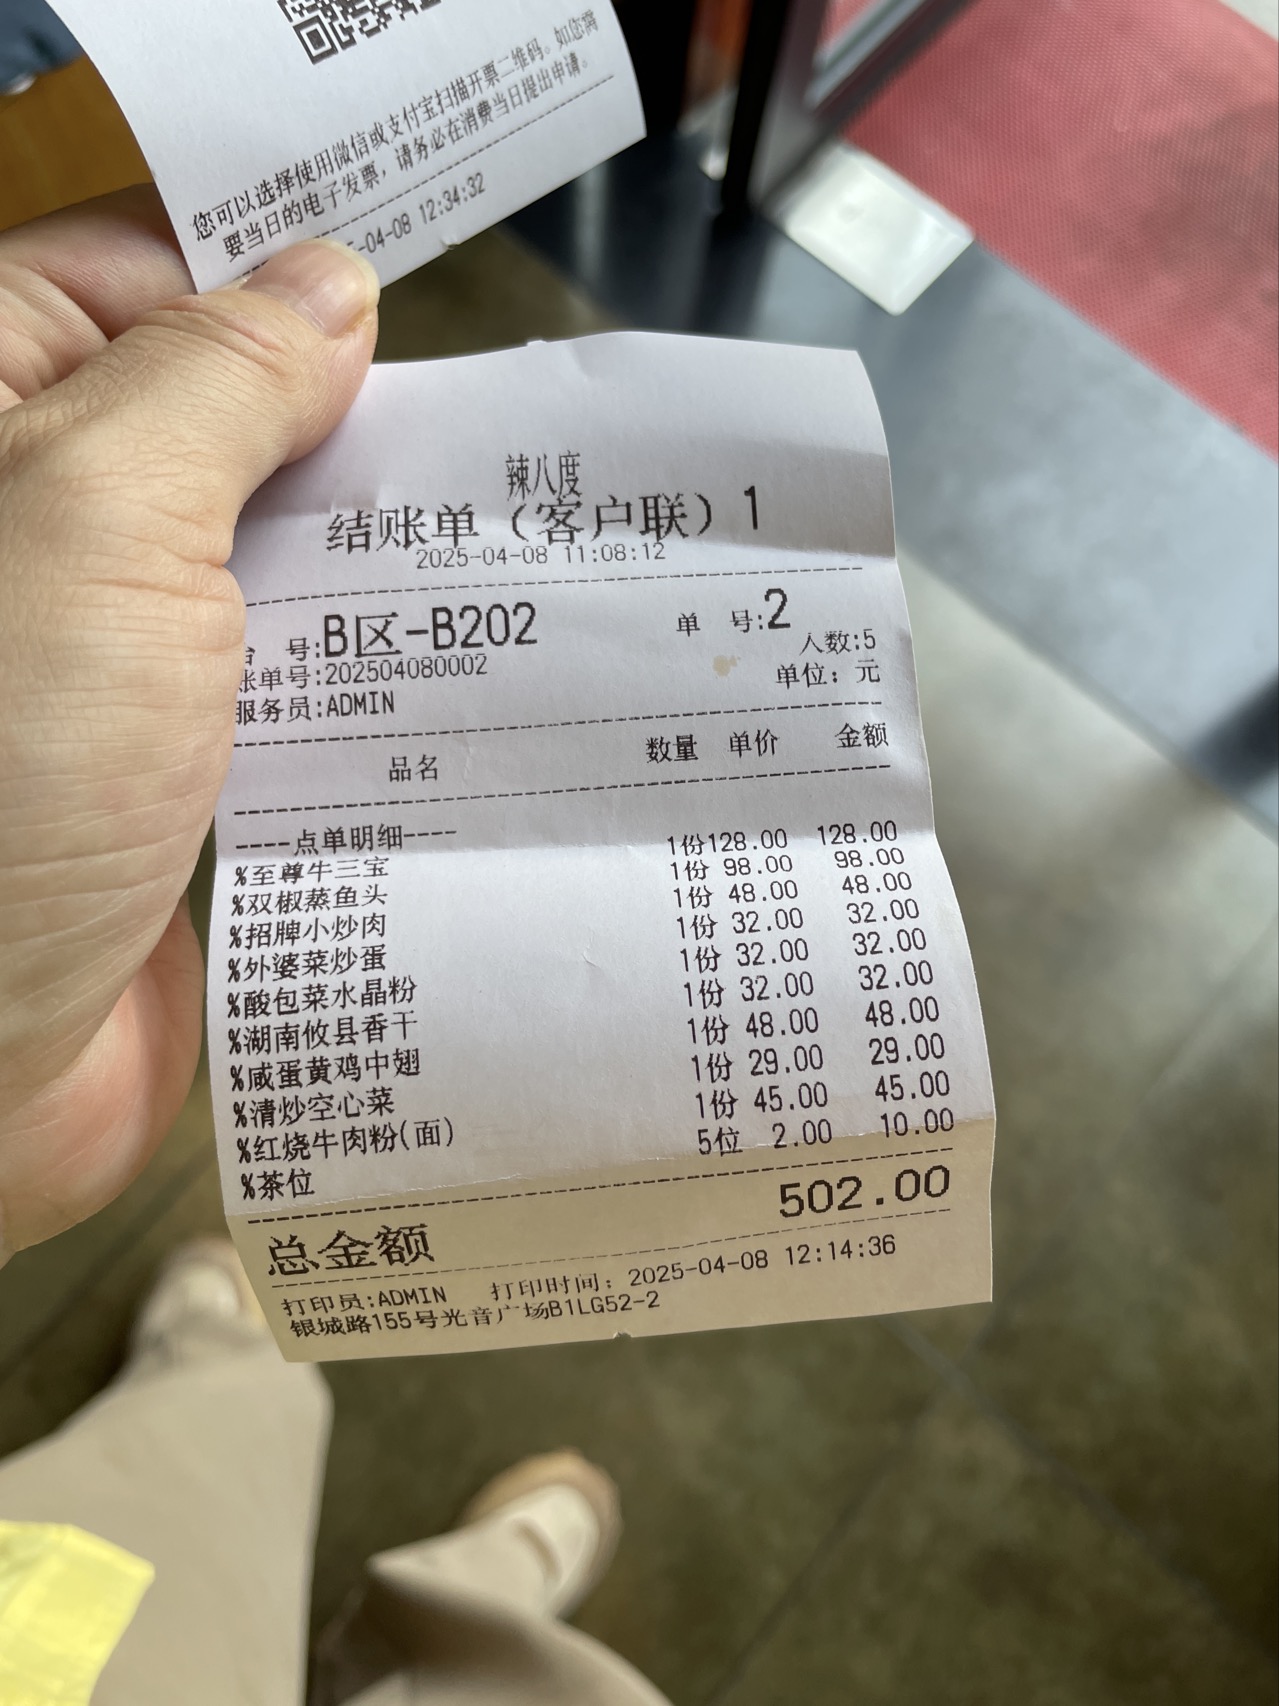 您可以选择使用微信或支付宝扫描开票二维码。如您需
要当日的电子发票，请务必在消费当日提出申请。
-04-08 12:34:32
辣八度
结账单（客户联）1
2025-04-08 11:08:12
号:B区-B202 单 号:2
账单号:202504080002 人数:5
服务员:ADMIN 单位：元
品名 数量 单价 金额
----点单明细----
%至尊牛三宝 1份128.00 128.00
%双椒蒸鱼头 1份 98.00 98.00
%招牌小炒肉 1份 48.00 48.00
%外婆菜炒蛋 1份 32.00 32.00
%酸包菜水晶粉 1份 32.00 32.00
%湖南攸县香干 1份 32.00 32.00
%咸蛋黄鸡中翅 1份 48.00 48.00
%清炒空心菜 1份 29.00 29.00
%红烧牛肉粉(面) 1份 45.00 45.00
%茶位 5位 2.00 10.00
总金额 502.00
打印员:ADMIN 打印时间：2025-04-08 12:14:36
银城路155号光音广场B1LG52-2